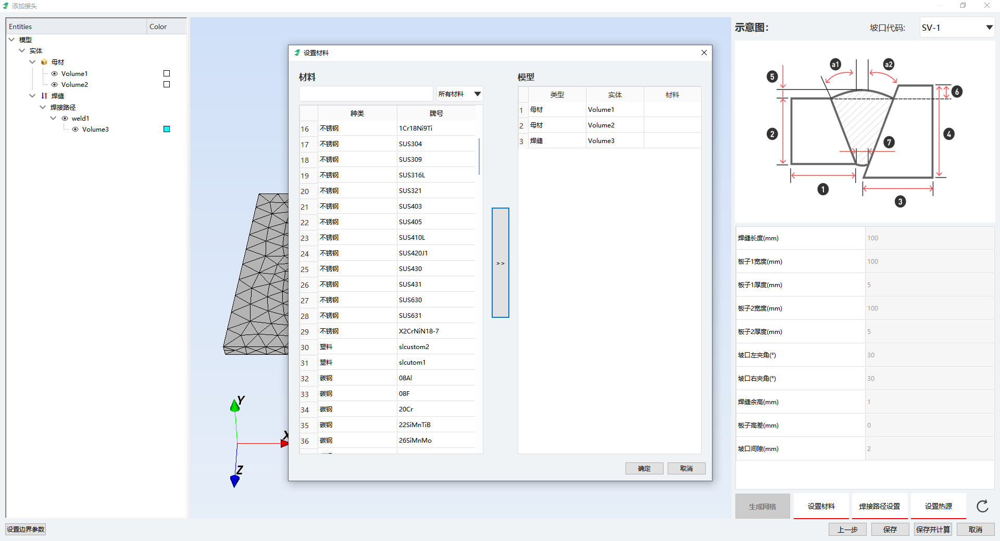 添加接头
Entities
Color
模型
实体
母材
Volume1
Volume2
焊缝
焊接路径
weld1
Volume3
设置边界参数
Y
X
Z
设置材料
材料
所有材料
种类 牌号
16 不锈钢 1Cr18Ni9Ti
17 不锈钢 SUS304
18 不锈钢 SUS309
19 不锈钢 SUS316L
20 不锈钢 SUS321
21 不锈钢 SUS403
22 不锈钢 SUS405
23 不锈钢 SUS410L
24 不锈钢 SUS420J1
25 不锈钢 SUS430
26 不锈钢 SUS431
27 不锈钢 SUS630
28 不锈钢 SUS631
29 不锈钢 X2CrNiN18-7
30 塑料 slcustom2
31 塑料 slcutom1
32 碳钢 08Al
33 碳钢 08F
34 碳钢 20Cr
35 碳钢 22SiMnTiB
36 碳钢 26SiMnMo
>>
模型
类型 实体 材料
1 母材 Volume1
2 母材 Volume2
3 焊缝 Volume3
确定
取消
示意图：
坡口代码:
SV-1
a1
a2
5
6
2
4
7
1
3
焊缝长度(mm) 100
板子1宽度(mm) 100
板子1厚度(mm) 5
板子2宽度(mm) 100
板子2厚度(mm) 5
坡口左夹角(°) 30
坡口右夹角(°) 30
焊缝余高(mm) 1
板子高差(mm) 0
坡口间隙(mm) 2
生成网格
设置材料
焊接路径设置
设置热源
上一步
保存
保存并计算
取消